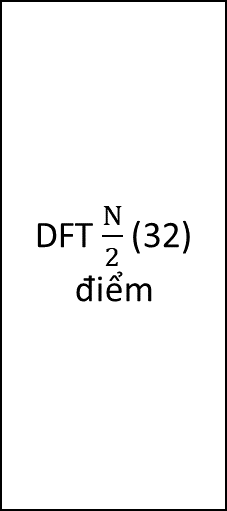 DFT N/2 (32)
điểm